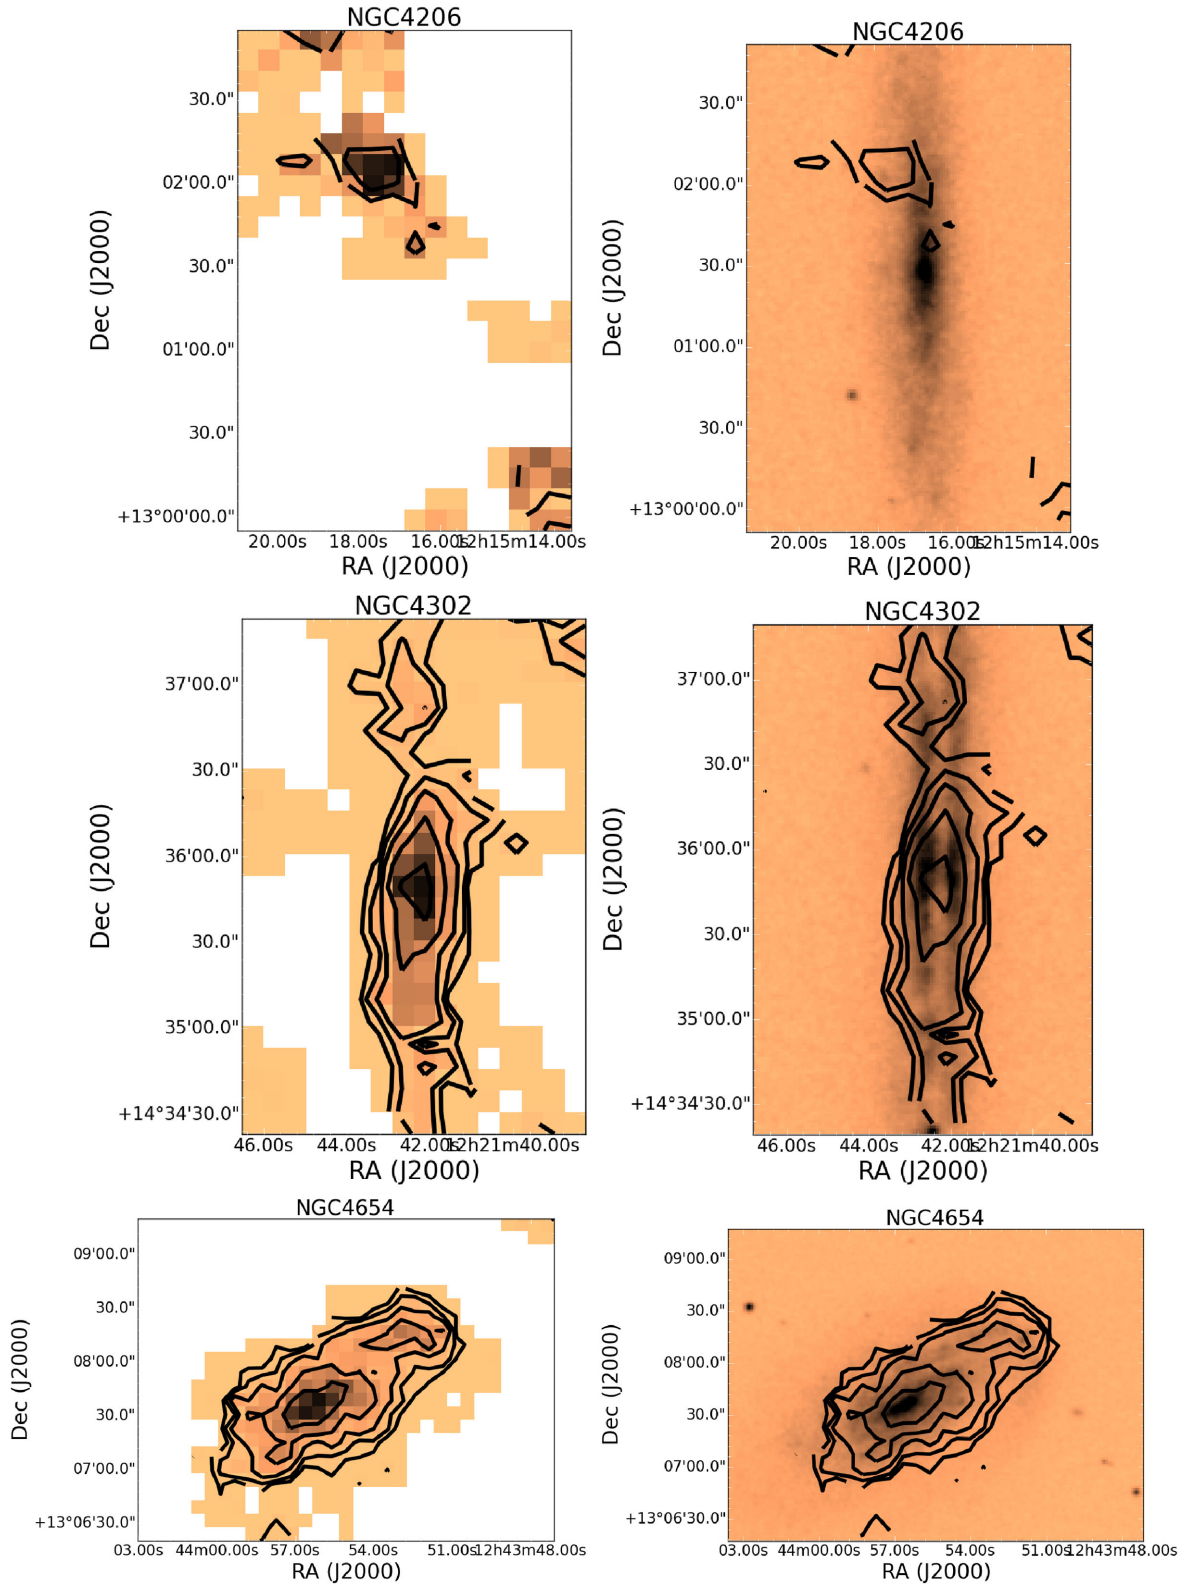 NGC4206
30.0"
02'00.0"
30.0"
01'00.0"
30.0"
+13°00'00.0"
Dec (J2000)
20.00s 18.00s 16.00s 12h15m14.00s
RA (J2000)
NGC4206
30.0"
02'00.0"
30.0"
01'00.0"
30.0"
+13°00'00.0"
Dec (J2000)
20.00s 18.00s 16.00s 12h15m14.00s
RA (J2000)
NGC4302
37'00.0"
30.0"
36'00.0"
30.0"
35'00.0"
+14°34'30.0"
Dec (J2000)
46.00s 44.00s 42.00s 12h21m40.00s
RA (J2000)
NGC4302
37'00.0"
30.0"
36'00.0"
30.0"
35'00.0"
+14°34'30.0"
Dec (J2000)
46.00s 44.00s 42.00s 12h21m40.00s
RA (J2000)
NGC4654
09'00.0"
30.0"
08'00.0"
30.0"
07'00.0"
+13°06'30.0"
Dec (J2000)
03.00s 44m00.00s 57.00s 54.00s 51.00s 12h43m48.00s
RA (J2000)
NGC4654
09'00.0"
30.0"
08'00.0"
30.0"
07'00.0"
+13°06'30.0"
Dec (J2000)
03.00s 44m00.00s 57.00s 54.00s 51.00s 12h43m48.00s
RA (J2000)